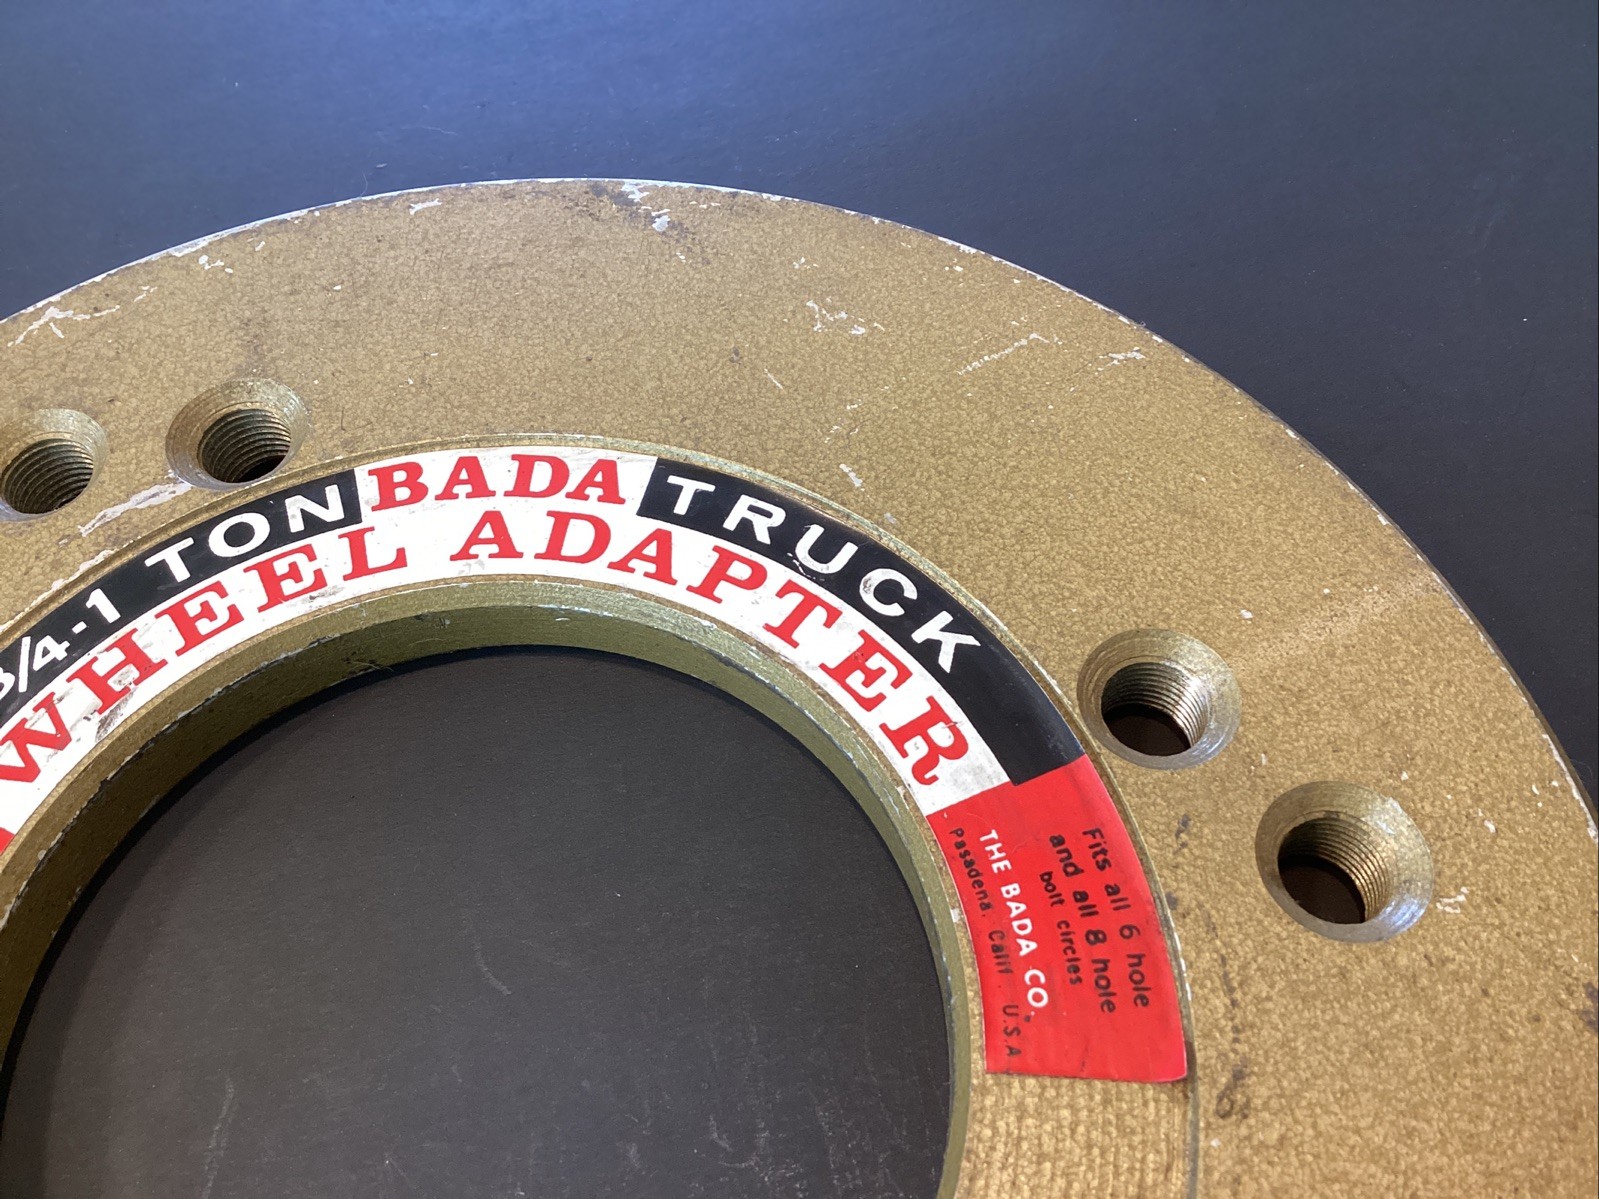 3/4-1 TON BADA TRUCK
WHEEL ADAPTER
Fits all 6 hole
and all 8 hole
bolt circles
THE BADA CO.
Pasadena, Calif U.S.A